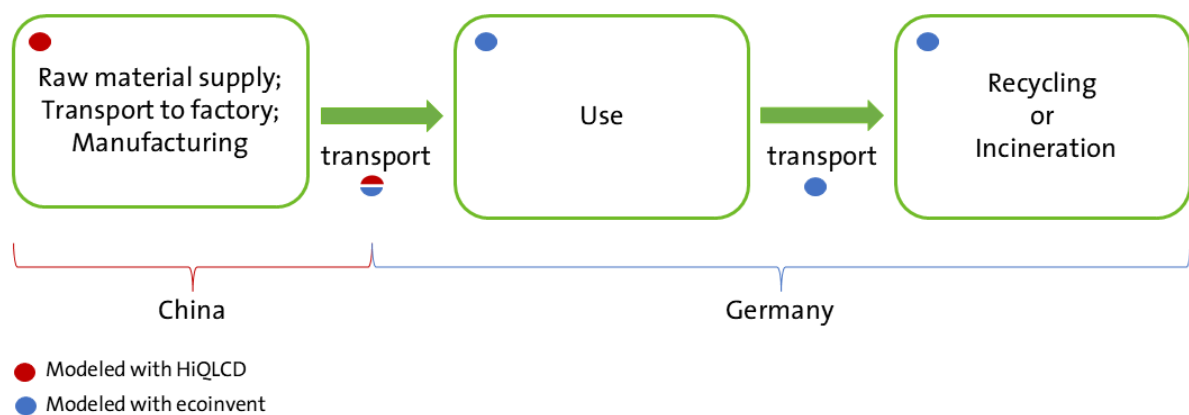 Raw material supply;
Transport to factory;
Manufacturing
transport
Use
transport
Recycling
or
Incineration
China
Germany
Modeled with HiQLCD
Modeled with ecoinvent